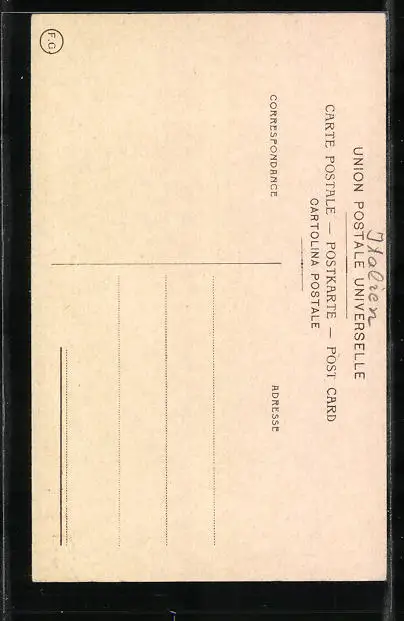 Italien
UNION POSTALE UNIVERSELLE
CARTE POSTALE — POSTKARTE — POST CARD
CARTOLINA POSTALE
CORRESPONDANCE
ADRESSE
F.G.